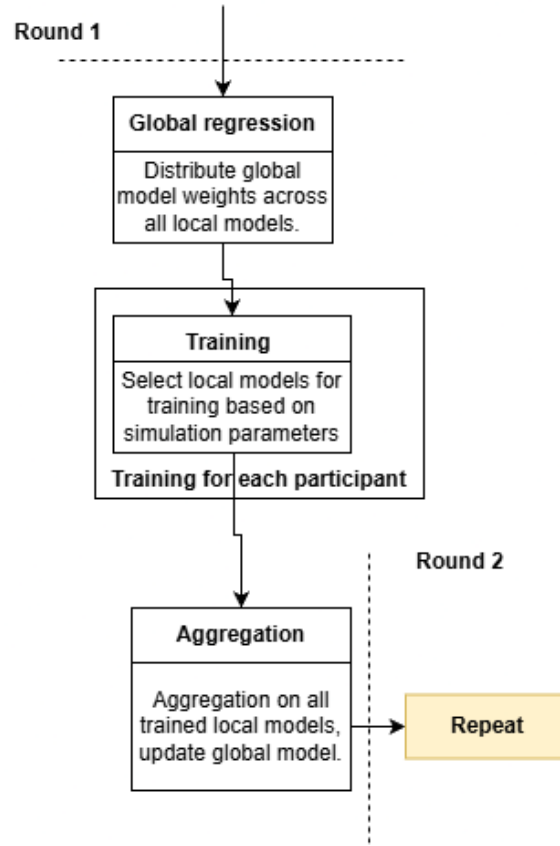 Round 1
Global regression
Distribute global
model weights across
all local models.
Training
Select local models for
training based on
simulation parameters
Training for each participant
Round 2
Aggregation
Aggregation on all
trained local models,
update global model.
Repeat